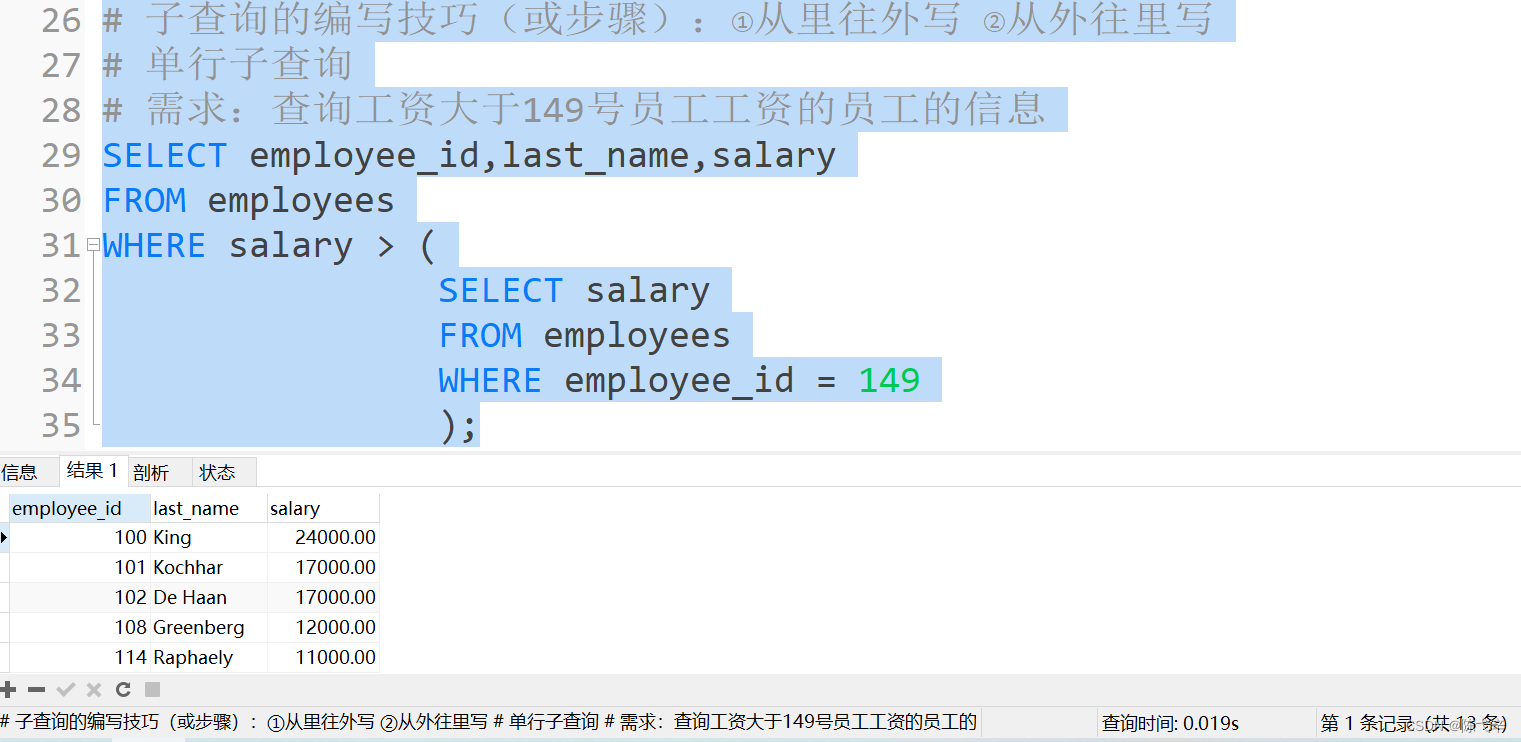 26 # 子查询的编写技巧（或步骤）：①从里往外写 ②从外往里写
27 # 单行子查询
28 # 需求：查询工资大于149号员工工资的员工的信息
29 SELECT employee_id,last_name,salary
30 FROM employees
31 WHERE salary > (
32 SELECT salary
33 FROM employees
34 WHERE employee_id = 149
35 );
信息 结果 1 剖析 状态
employee_id last_name salary
100 King 24000.00
101 Kochhar 17000.00
102 De Haan 17000.00
108 Greenberg 12000.00
114 Raphaely 11000.00
# 子查询的编写技巧（或步骤）：①从里往外写 ②从外往里写 # 单行子查询 # 需求：查询工资大于149号员工工资的员工的 查询时间: 0.019s 第 1 条记录 (共 13 条)